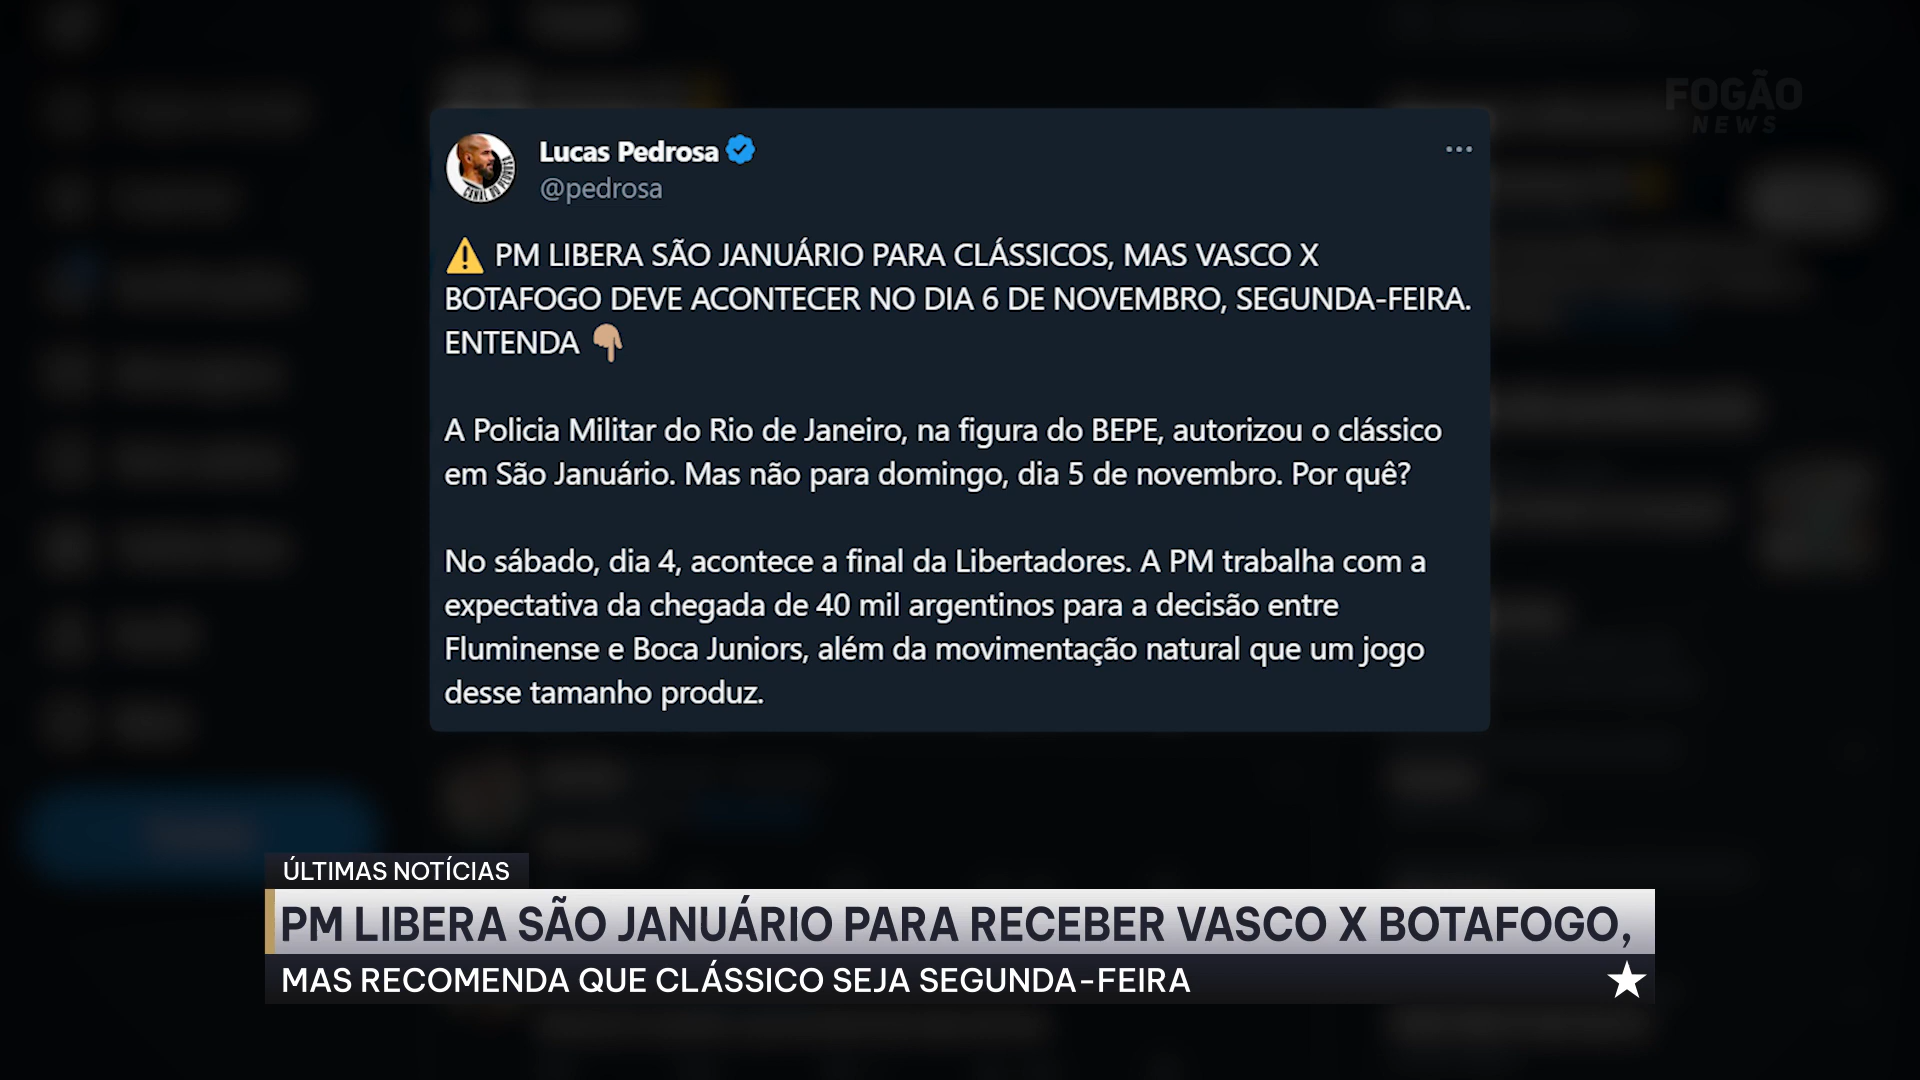 FOGÃO
NEWS
Lucas Pedrosa
@pedrosa
⚠️ PM LIBERA SÃO JANUÁRIO PARA CLÁSSICOS, MAS VASCO X
BOTAFOGO DEVE ACONTECER NO DIA 6 DE NOVEMBRO, SEGUNDA-FEIRA.
ENTENDA 👇🏼
A Policia Militar do Rio de Janeiro, na figura do BEPE, autorizou o clássico
em São Januário. Mas não para domingo, dia 5 de novembro. Por quê?
No sábado, dia 4, acontece a final da Libertadores. A PM trabalha com a
expectativa da chegada de 40 mil argentinos para a decisão entre
Fluminense e Boca Juniors, além da movimentação natural que um jogo
desse tamanho produz.
ÚLTIMAS NOTÍCIAS
PM LIBERA SÃO JANUÁRIO PARA RECEBER VASCO X BOTAFOGO,
MAS RECOMENDA QUE CLÁSSICO SEJA SEGUNDA-FEIRA